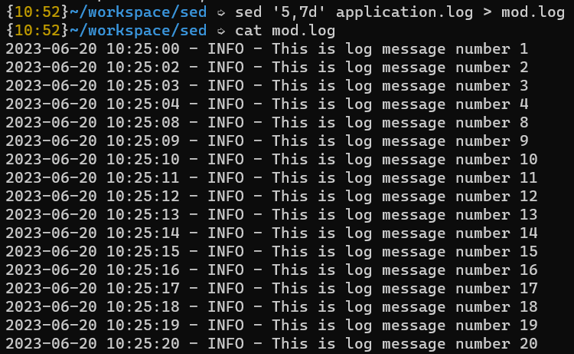 {10:52}~/workspace/sed ➭ sed '5,7d' application.log > mod.log
{10:52}~/workspace/sed ➭ cat mod.log
2023-06-20 10:25:00 - INFO - This is log message number 1
2023-06-20 10:25:02 - INFO - This is log message number 2
2023-06-20 10:25:03 - INFO - This is log message number 3
2023-06-20 10:25:04 - INFO - This is log message number 4
2023-06-20 10:25:08 - INFO - This is log message number 8
2023-06-20 10:25:09 - INFO - This is log message number 9
2023-06-20 10:25:10 - INFO - This is log message number 10
2023-06-20 10:25:11 - INFO - This is log message number 11
2023-06-20 10:25:12 - INFO - This is log message number 12
2023-06-20 10:25:13 - INFO - This is log message number 13
2023-06-20 10:25:14 - INFO - This is log message number 14
2023-06-20 10:25:15 - INFO - This is log message number 15
2023-06-20 10:25:16 - INFO - This is log message number 16
2023-06-20 10:25:17 - INFO - This is log message number 17
2023-06-20 10:25:18 - INFO - This is log message number 18
2023-06-20 10:25:19 - INFO - This is log message number 19
2023-06-20 10:25:20 - INFO - This is log message number 20